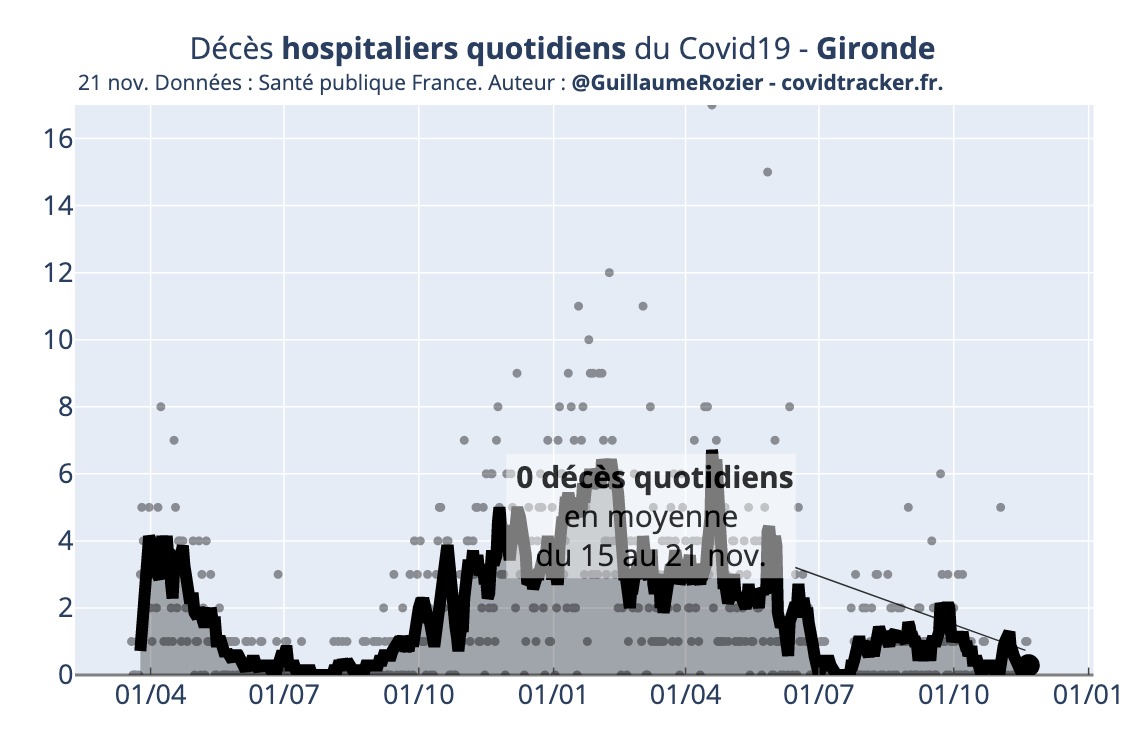 Décès hospitaliers quotidiens du Covid19 - Gironde
21 nov. Données : Santé publique France. Auteur : @GuillaumeRozier - covidtracker.fr.
16
14
12
10
8
6
4
2
0
0 décès quotidiens
en moyenne
du 15 au 21 nov.
01/04 01/07 01/10 01/01 01/04 01/07 01/10 01/01